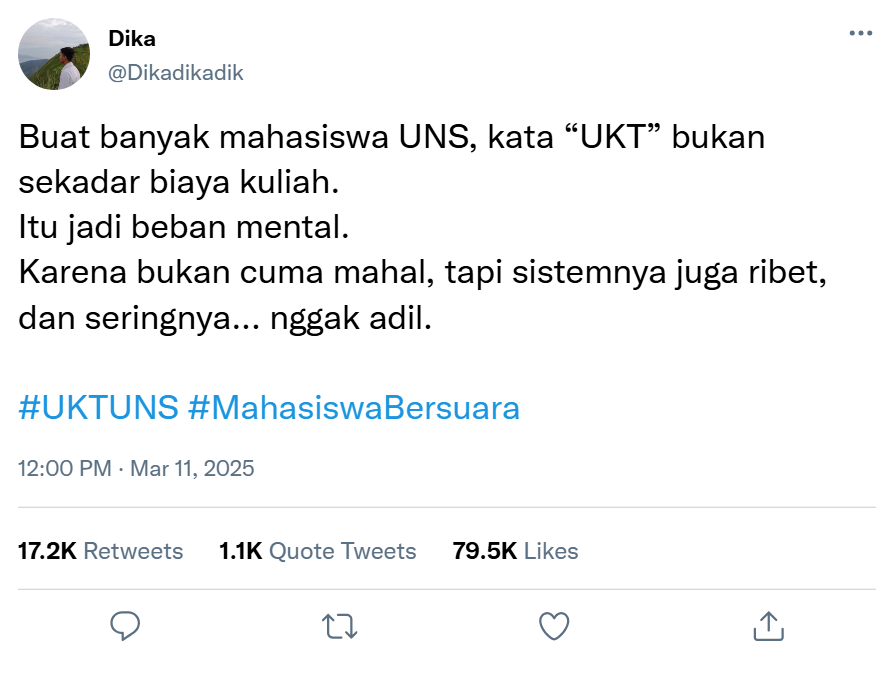 Dika
@Dikadikadik
Buat banyak mahasiswa UNS, kata “UKT” bukan
sekadar biaya kuliah.
Itu jadi beban mental.
Karena bukan cuma mahal, tapi sistemnya juga ribet,
dan seringnya... nggak adil.
#UKTUNS #MahasiswaBersuara
12:00 PM · Mar 11, 2025
17.2K Retweets 1.1K Quote Tweets 79.5K Likes